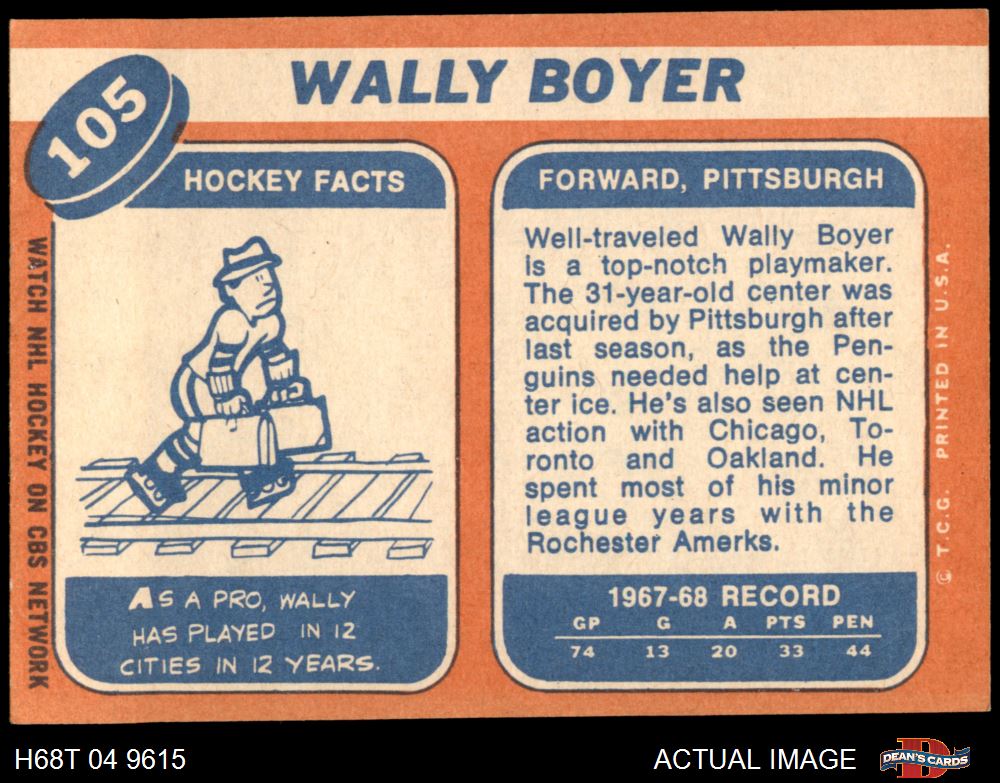 WALLY BOYER
105
HOCKEY FACTS
AS A PRO, WALLY
HAS PLAYED IN 12
CITIES IN 12 YEARS.
WATCH NHL HOCKEY ON CBS NETWORK
FORWARD, PITTSBURGH
Well-traveled Wally Boyer
is a top-notch playmaker.
The 31-year-old center was
acquired by Pittsburgh after
last season, as the Pen-
guins needed help at cen-
ter ice. He's also seen NHL
action with Chicago, To-
ronto and Oakland. He
spent most of his minor
league years with the
Rochester Amerks.
1967-68 RECORD
GP G A PTS PEN
74 13 20 33 44
© T.C.G. PRINTED IN U.S.A.
H68T 04 9615
ACTUAL IMAGE
D
DEAN'S CARDS